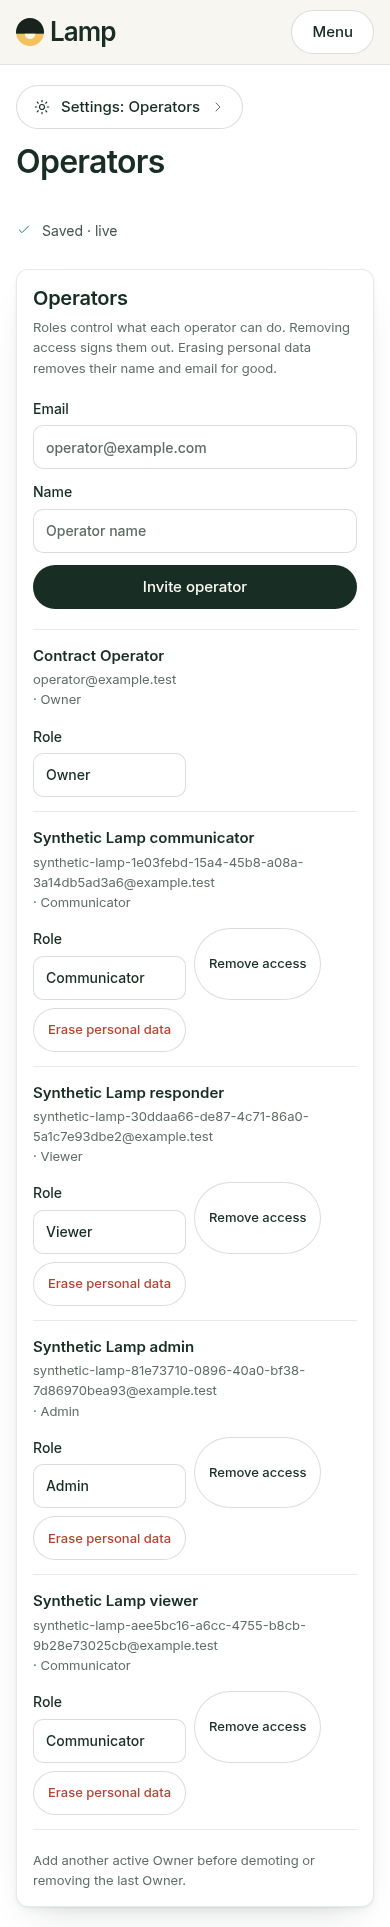 Lamp
Menu
Settings: Operators
Operators
Saved · live
Operators
Roles control what each operator can do. Removing
access signs them out. Erasing personal data
removes their name and email for good.
Email
operator@example.com
Name
Operator name
Invite operator
Contract Operator
operator@example.test
· Owner
Role
Owner
Synthetic Lamp communicator
synthetic-lamp-1e03febd-15a4-45b8-a08a-
3a14db5ad3a6@example.test
· Communicator
Role
Communicator
Remove access
Erase personal data
Synthetic Lamp responder
synthetic-lamp-30ddaa66-de87-4c71-86a0-
5a1c7e93dbe2@example.test
· Viewer
Role
Viewer
Remove access
Erase personal data
Synthetic Lamp admin
synthetic-lamp-81e73710-0896-40a0-bf38-
7d86970bea93@example.test
· Admin
Role
Admin
Remove access
Erase personal data
Synthetic Lamp viewer
synthetic-lamp-aee5bc16-a6cc-4755-b8cb-
9b28e73025cb@example.test
· Communicator
Role
Communicator
Remove access
Erase personal data
Add another active Owner before demoting or
removing the last Owner.